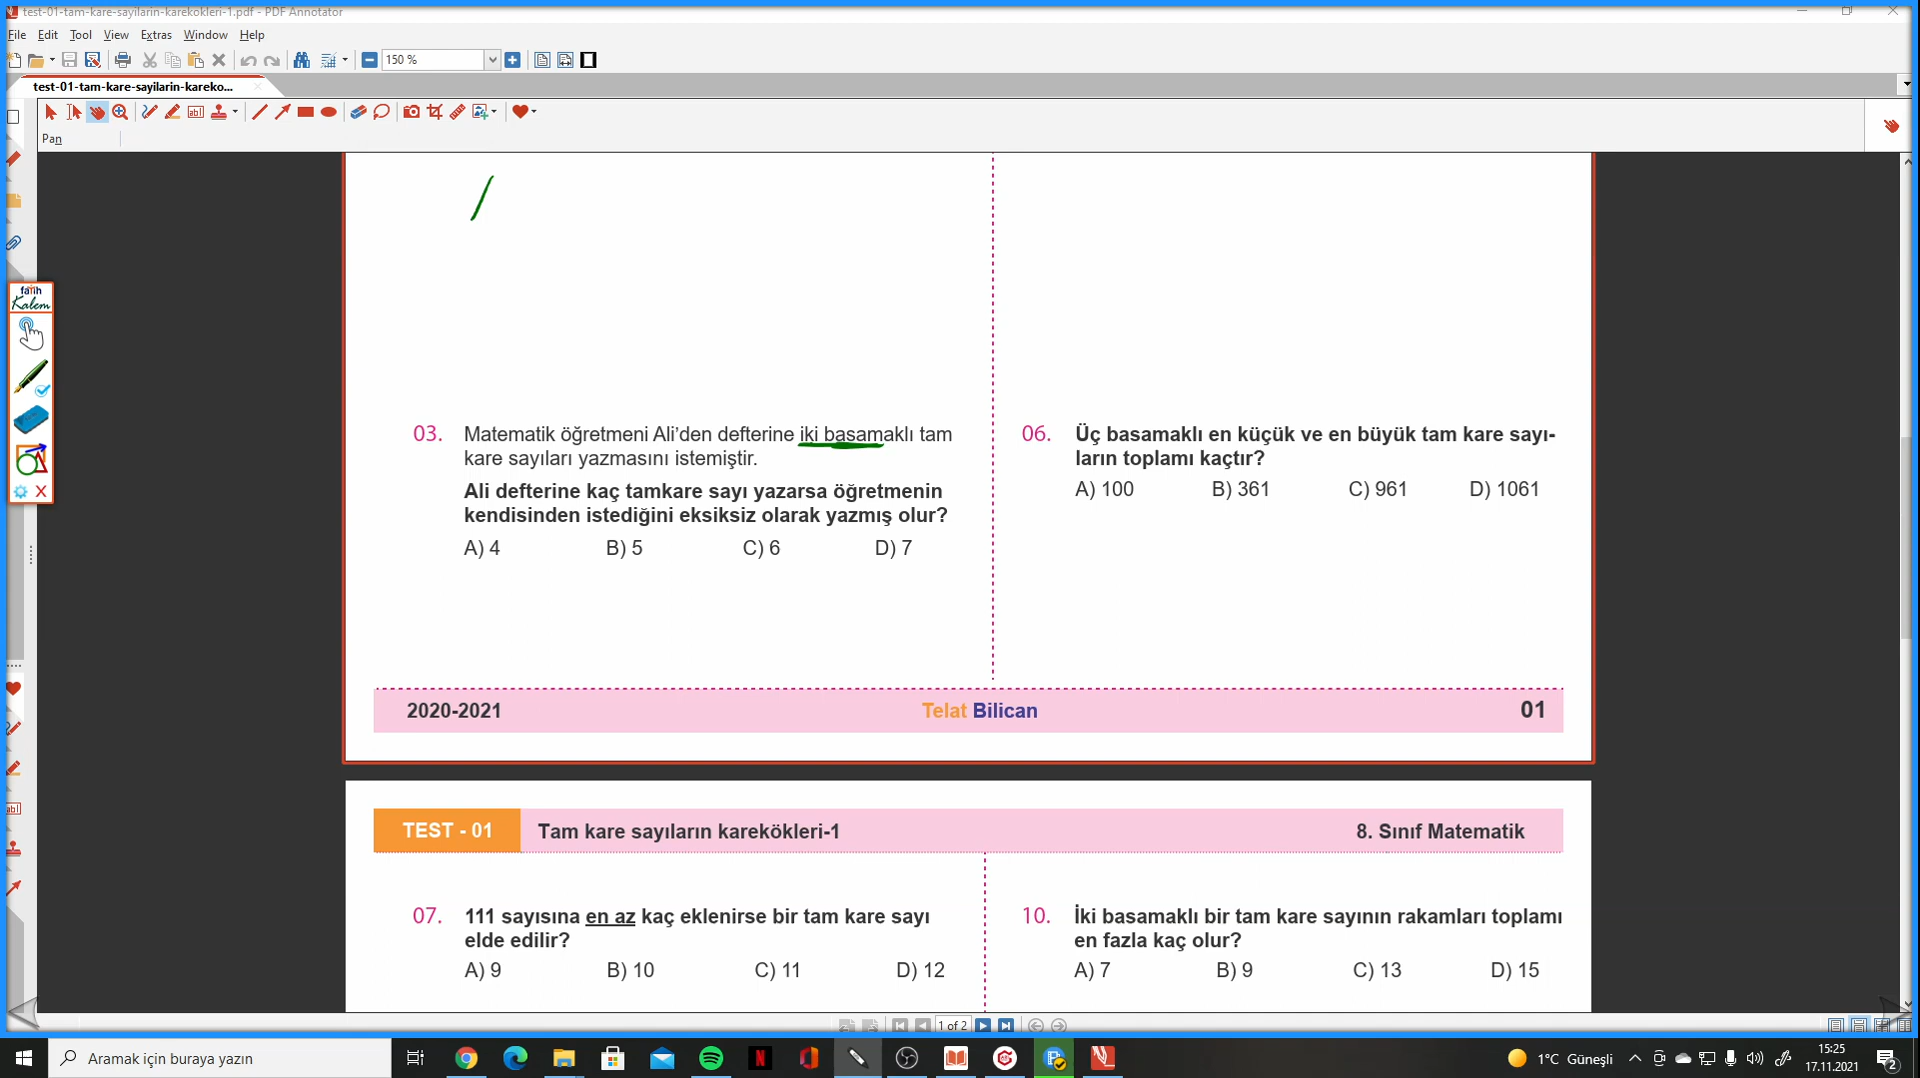 test-01-tam-kare-sayilarin-karekokleri-1.pdf - PDF Annotator
File Edit Tool View Extras Window Help
150 %
test-01-tam-kare-sayilarin-kareko...
Pan
fatih
Kalem
03. Matematik öğretmeni Ali’den defterine iki basamaklı tam
kare sayıları yazmasını istemiştir.
Ali defterine kaç tamkare sayı yazarsa öğretmenin
kendisinden istediğini eksiksiz olarak yazmış olur?
A) 4 B) 5 C) 6 D) 7
06. Üç basamaklı en küçük ve en büyük tam kare sayı-
ların toplamı kaçtır?
A) 100 B) 361 C) 961 D) 1061
2020-2021 Telat Bilican 01
TEST - 01 Tam kare sayıların karekökleri-1 8. Sınıf Matematik
07. 111 sayısına en az kaç eklenirse bir tam kare sayı
elde edilir?
A) 9 B) 10 C) 11 D) 12
10. İki basamaklı bir tam kare sayının rakamları toplamı
en fazla kaç olur?
A) 7 B) 9 C) 13 D) 15
1 of 2
Aramak için buraya yazın
1°C Güneşli
15:25
17.11.2021
2